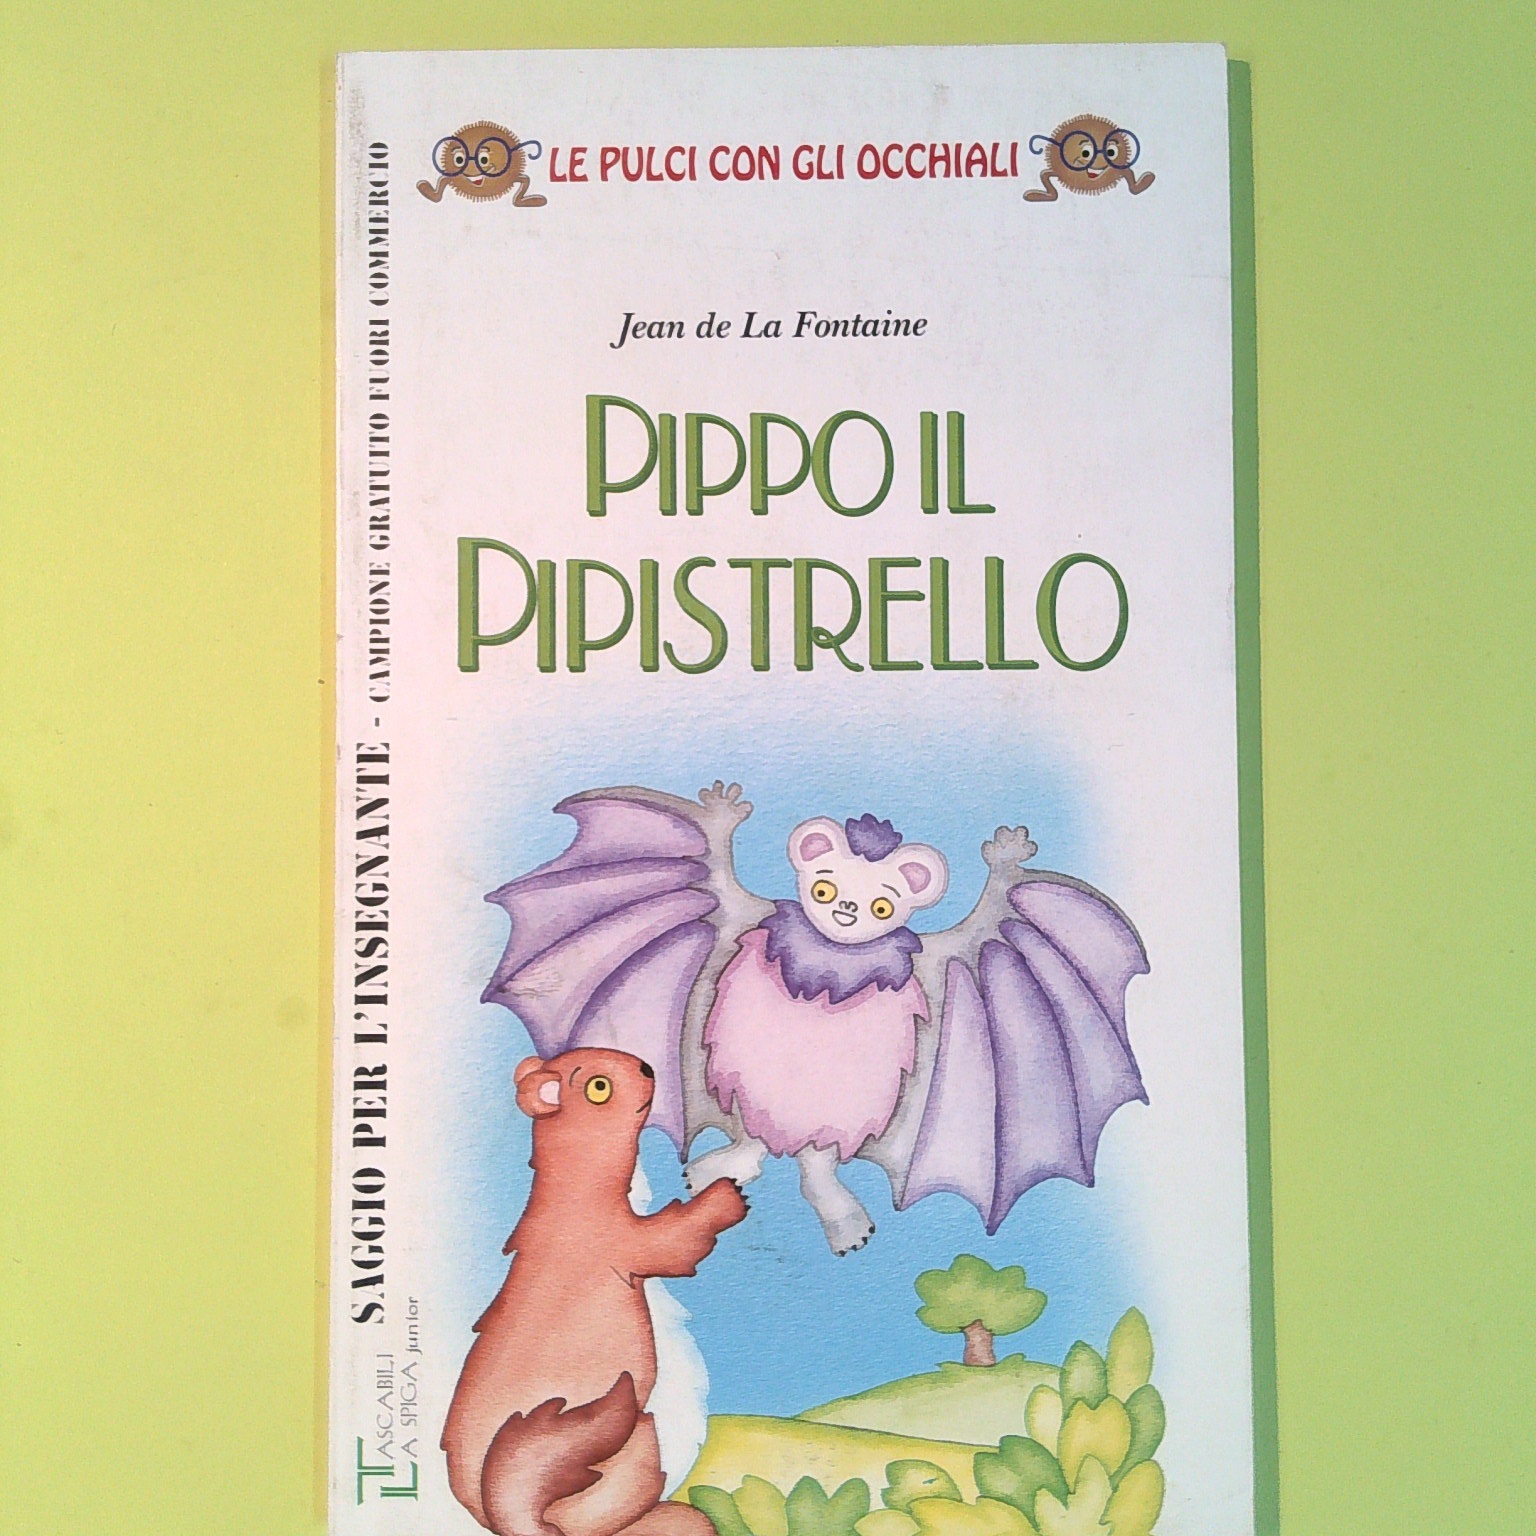 LE PULCI CON GLI OCCHIALI
Jean de La Fontaine
PIPPO IL
PIPISTRELLO
SAGGIO PER L'INSEGNANTE - CAMPIONE GRATUITO FUORI COMMERCIO
TASCABILI
LA SPIGA junior